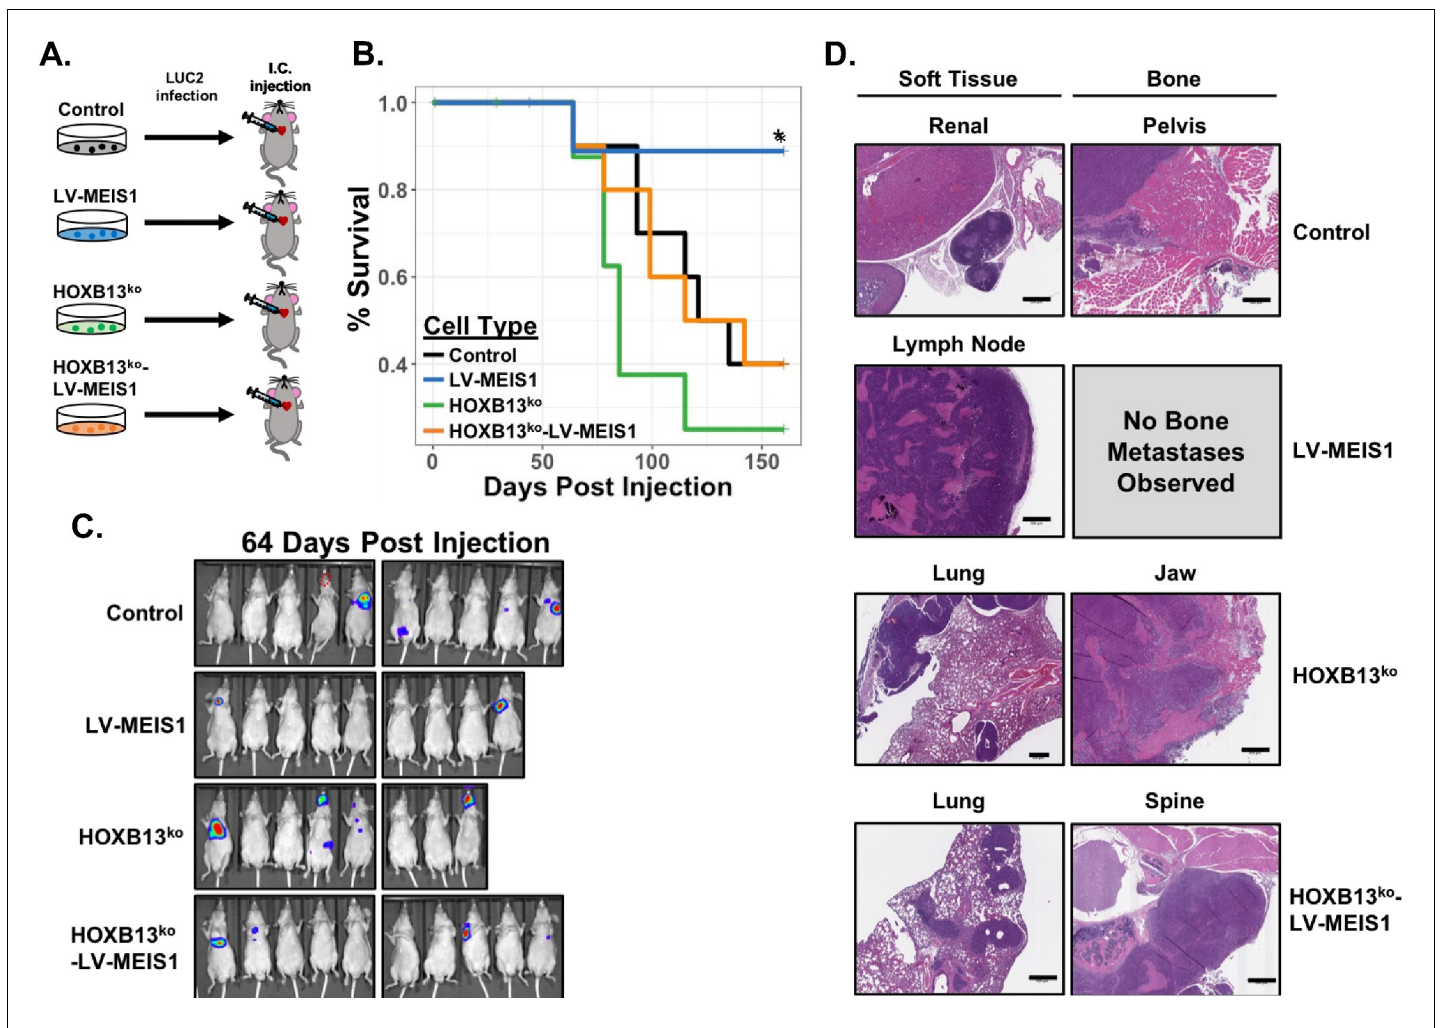 A.
LUC2
infection
I.C.
injection
Control
LV-MEIS1
HOXB13ko
HOXB13ko-
LV-MEIS1
B.
1.0
0.8
0.6
0.4
% Survival
*
Cell Type
Control
LV-MEIS1
HOXB13ko
HOXB13ko-LV-MEIS1
0 50 100 150
Days Post Injection
C.
64 Days Post Injection
Control
LV-MEIS1
HOXB13ko
HOXB13ko
-LV-MEIS1
D.
Soft Tissue Bone
Renal Pelvis
Control
Lymph Node
No Bone
Metastases
Observed
LV-MEIS1
Lung Jaw
HOXB13ko
Lung Spine
HOXB13ko-
LV-MEIS1